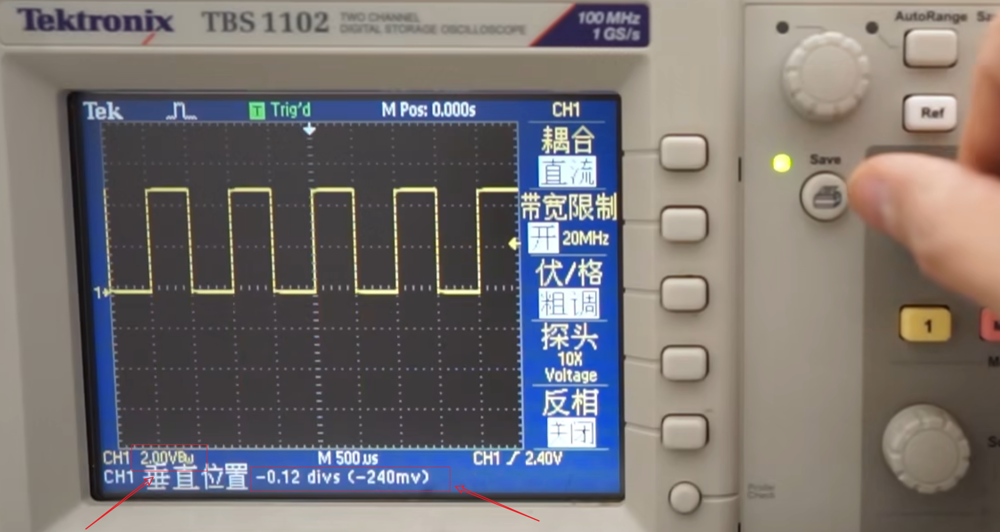 Tektronix TBS 1102 TWO CHANNEL DIGITAL STORAGE OSCILLOSCOPE 100 MHz 1 GS/s
AutoRange
Ref
Save
Tek T Trig'd M Pos: 0.000s CH1
耦合
直流
带宽限制
开 20MHz
伏/格
粗调
探头
10X
Voltage
反相
关闭
1
CH1 2.00VBW M 500µs CH1 2.40V
CH1 垂直位置 -0.12 divs (-240mv)
1
Probe
Check